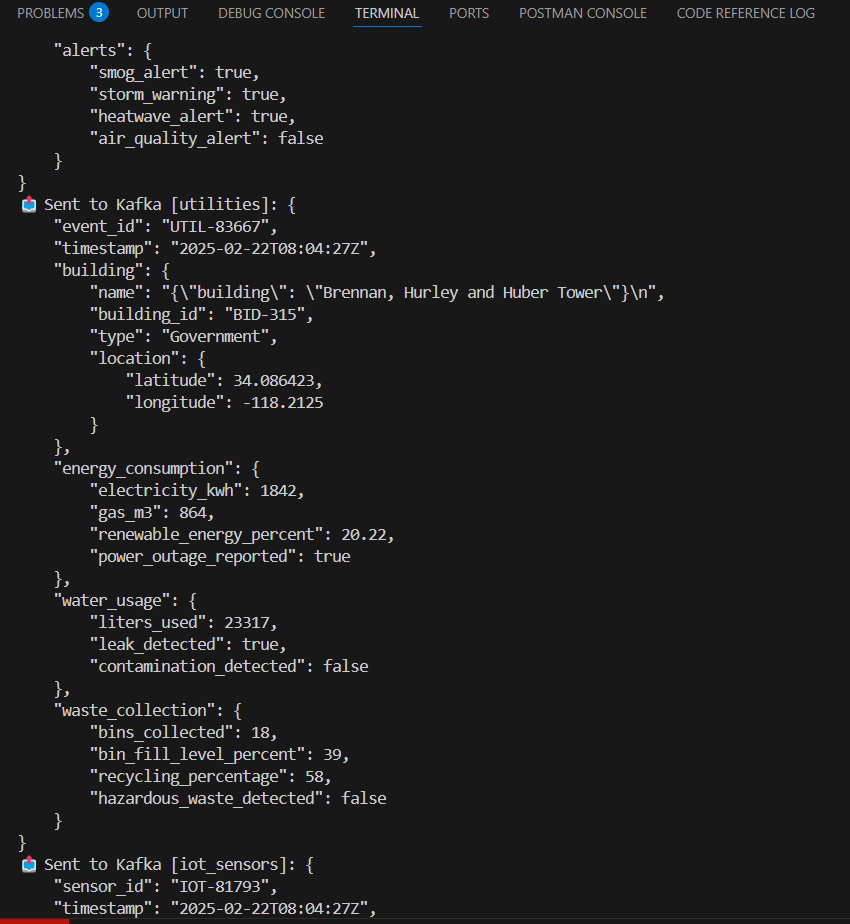 PROBLEMS 3 OUTPUT DEBUG CONSOLE TERMINAL PORTS POSTMAN CONSOLE CODE REFERENCE LOG
    "alerts": {
        "smog_alert": true,
        "storm_warning": true,
        "heatwave_alert": true,
        "air_quality_alert": false
    }
}
📤 Sent to Kafka [utilities]: {
    "event_id": "UTIL-83667",
    "timestamp": "2025-02-22T08:04:27Z",
    "building": {
        "name": "{\"building\": \"Brennan, Hurley and Huber Tower\"}\n",
        "building_id": "BID-315",
        "type": "Government",
        "location": {
            "latitude": 34.086423,
            "longitude": -118.2125
        }
    },
    "energy_consumption": {
        "electricity_kwh": 1842,
        "gas_m3": 864,
        "renewable_energy_percent": 20.22,
        "power_outage_reported": true
    },
    "water_usage": {
        "liters_used": 23317,
        "leak_detected": true,
        "contamination_detected": false
    },
    "waste_collection": {
        "bins_collected": 18,
        "bin_fill_level_percent": 39,
        "recycling_percentage": 58,
        "hazardous_waste_detected": false
    }
}
📤 Sent to Kafka [iot_sensors]: {
    "sensor_id": "IOT-81793",
    "timestamp": "2025-02-22T08:04:27Z",